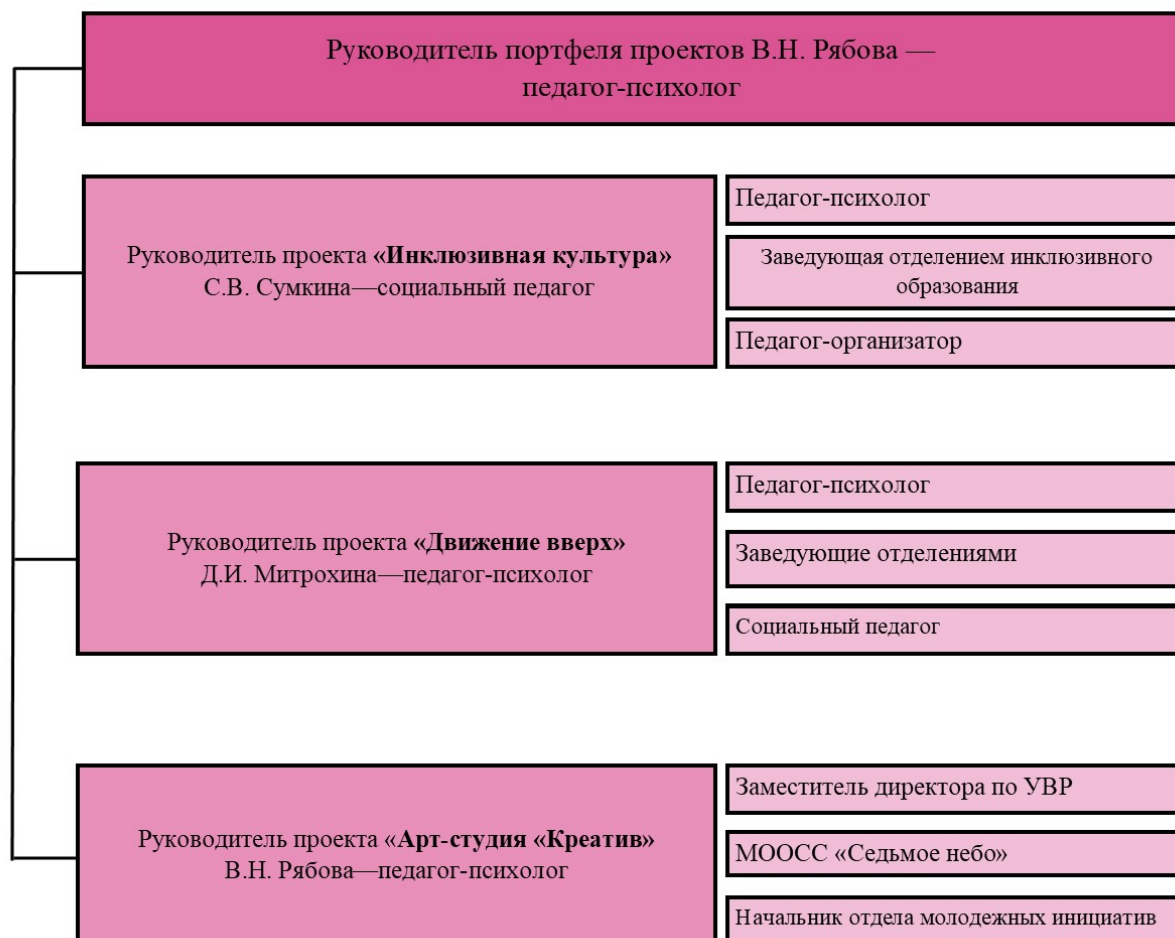 Руководитель портфеля проектов В.Н. Рябова —
педагог-психолог
Руководитель проекта «Инклюзивная культура»
С.В. Сумкина—социальный педагог
Педагог-психолог
Заведующая отделением инклюзивного
образования
Педагог-организатор
Руководитель проекта «Движение вверх»
Д.И. Митрохина—педагог-психолог
Педагог-психолог
Заведующие отделениями
Социальный педагог
Руководитель проекта «Арт-студия «Креатив»
В.Н. Рябова—педагог-психолог
Заместитель директора по УВР
МООСС «Седьмое небо»
Начальник отдела молодежных инициатив